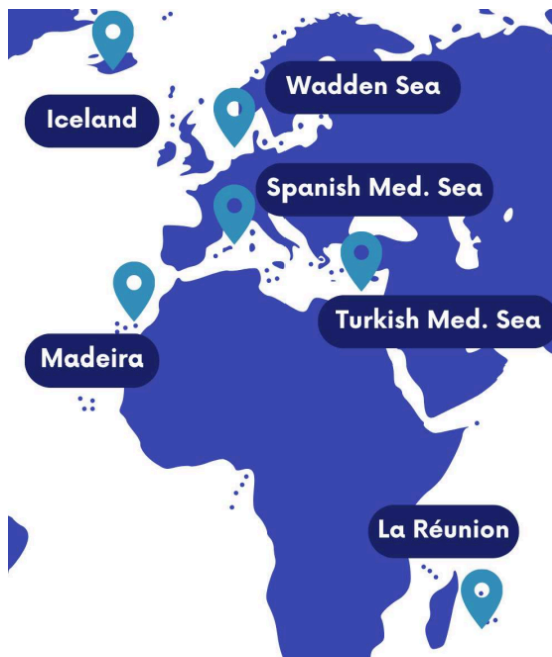 Wadden Sea
Iceland
Spanish Med. Sea
Turkish Med. Sea
Madeira
La Réunion